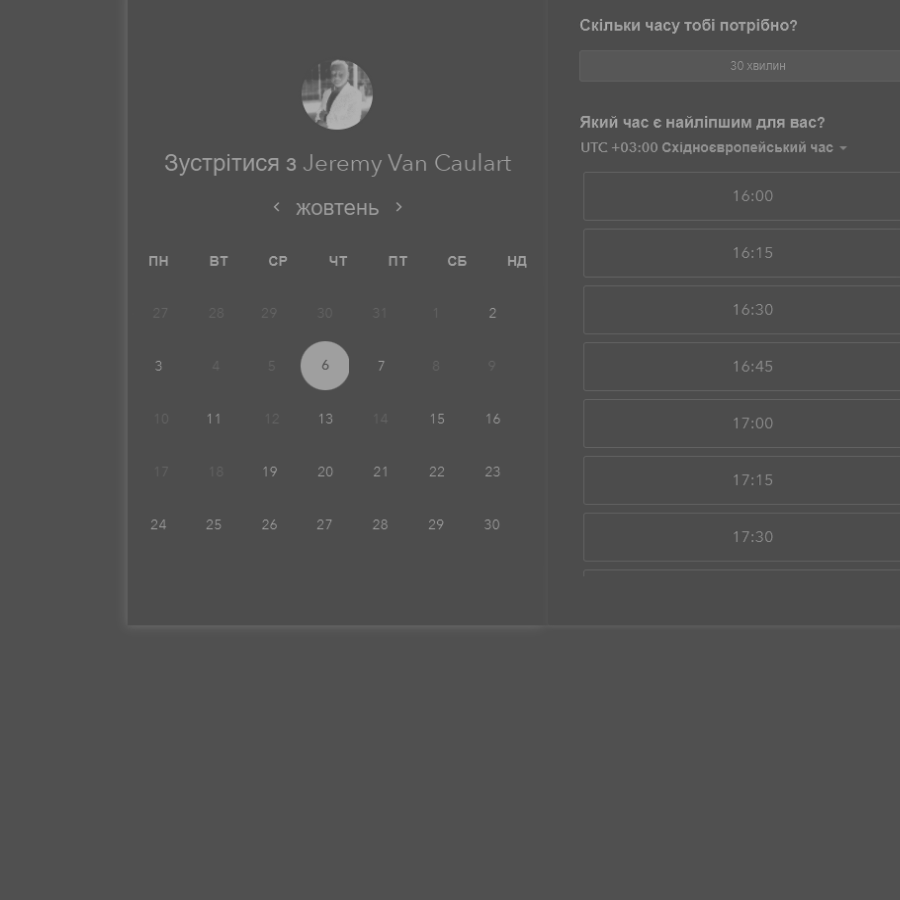 Зустрітися з Jeremy Van Caulart
‹ жовтень ›
ПН ВТ СР ЧТ ПТ СБ НД
27 28 29 30 31 1 2
3 4 5 6 7 8 9
10 11 12 13 14 15 16
17 18 19 20 21 22 23
24 25 26 27 28 29 30
Скільки часу тобі потрібно?
30 хвилин
Який час є найліпшим для вас?
UTC +03:00 Східноєвропейський час
16:00
16:15
16:30
16:45
17:00
17:15
17:30